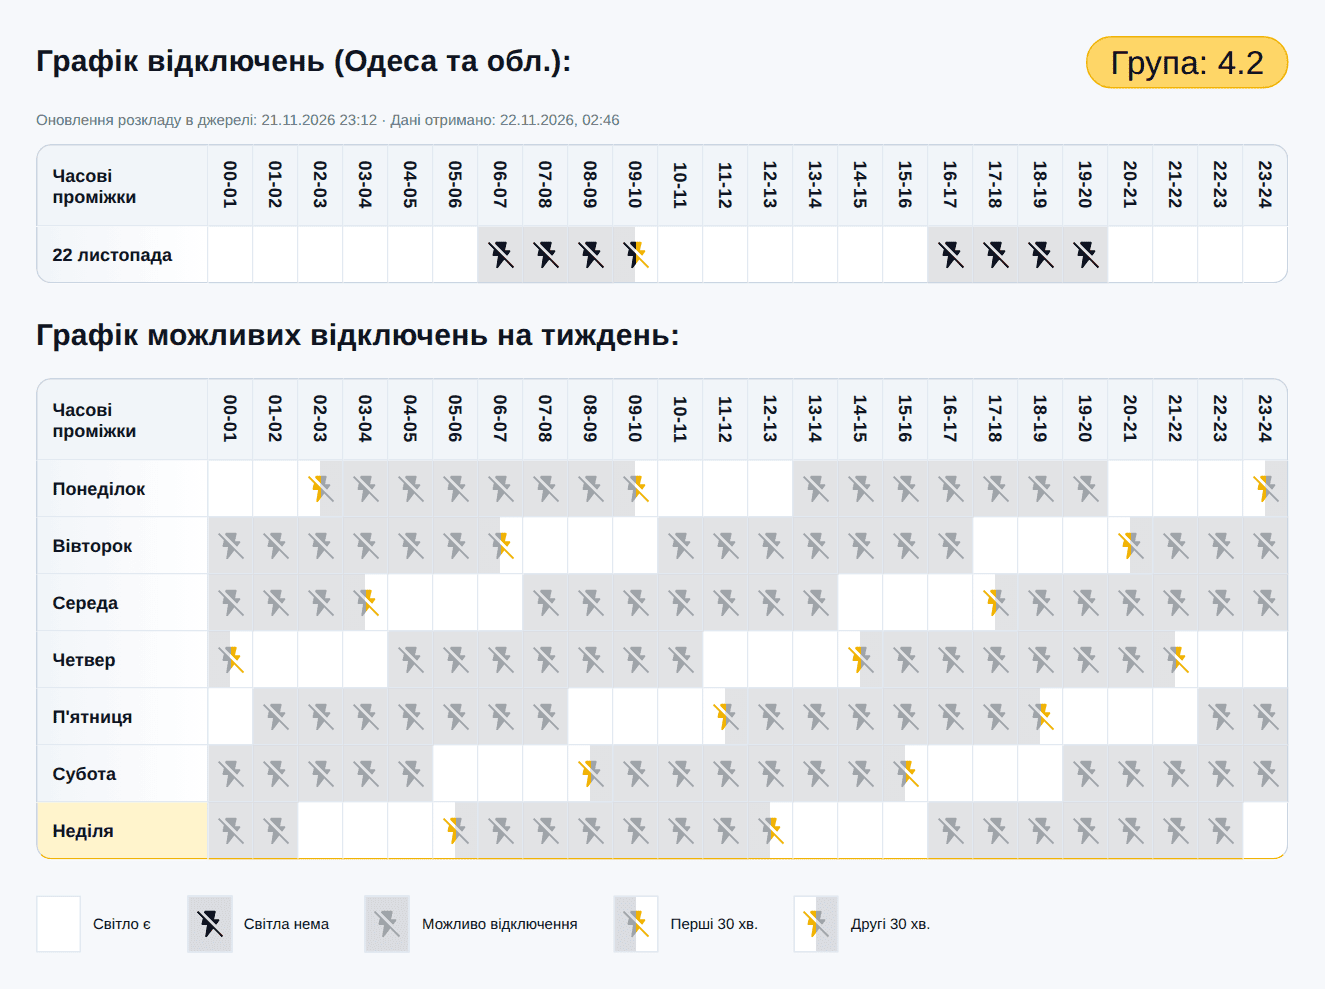 Графік відключень (Одеса та обл.):
Група: 4.2
Оновлення розкладу в джерелі: 21.11.2026 23:12 · Дані отримано: 22.11.2026, 02:46
Часові проміжки 00-01 01-02 02-03 03-04 04-05 05-06 06-07 07-08 08-09 09-10 10-11 11-12 12-13 13-14 14-15 15-16 16-17 17-18 18-19 19-20 20-21 21-22 22-23 23-24
22 листопада
Графік можливих відключень на тиждень:
Часові проміжки 00-01 01-02 02-03 03-04 04-05 05-06 06-07 07-08 08-09 09-10 10-11 11-12 12-13 13-14 14-15 15-16 16-17 17-18 18-19 19-20 20-21 21-22 22-23 23-24
Понеділок
Вівторок
Середа
Четвер
П'ятниця
Субота
Неділя
Світло є Світла нема Можливо відключення Перші 30 хв. Другі 30 хв.